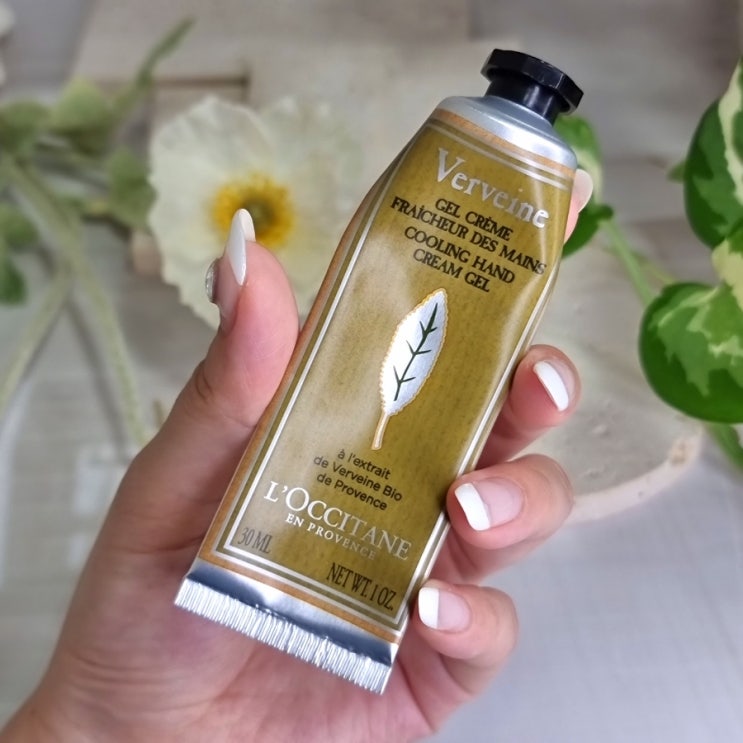 Verveine
GEL CRÈME
FRAÎCHEUR DES MAINS
COOLING HAND
CREAM GEL
à l'extrait
de Verveine Bio
de Provence
L'OCCITANE
EN PROVENCE
30 ML
NET WT. 1 OZ.